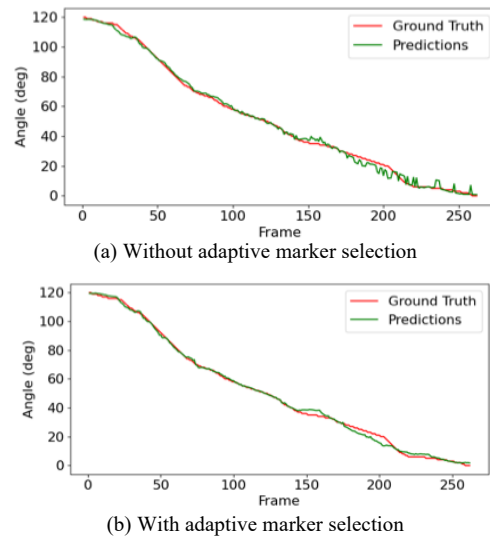 120
100
80
60
40
20
0
Angle (deg)
Ground Truth
Predictions
0 50 100 150 200 250
Frame
(a) Without adaptive marker selection
120
100
80
60
40
20
0
Angle (deg)
Ground Truth
Predictions
0 50 100 150 200 250
Frame
(b) With adaptive marker selection